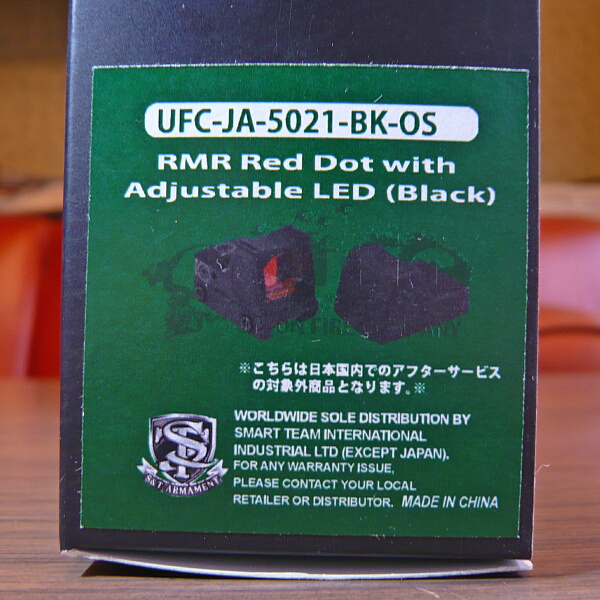 UFC-JA-5021-BK-OS
RMR Red Dot with
Adjustable LED (Black)
※こちらは日本国内でのアフターサービス
の対象外商品となります。※
WORLDWIDE SOLE DISTRIBUTION BY
SMART TEAM INTERNATIONAL
INDUSTRIAL LTD (EXCEPT JAPAN).
FOR ANY WARRANTY ISSUE,
PLEASE CONTACT YOUR LOCAL
RETAILER OR DISTRIBUTOR. MADE IN CHINA
S&T ARMAMENT